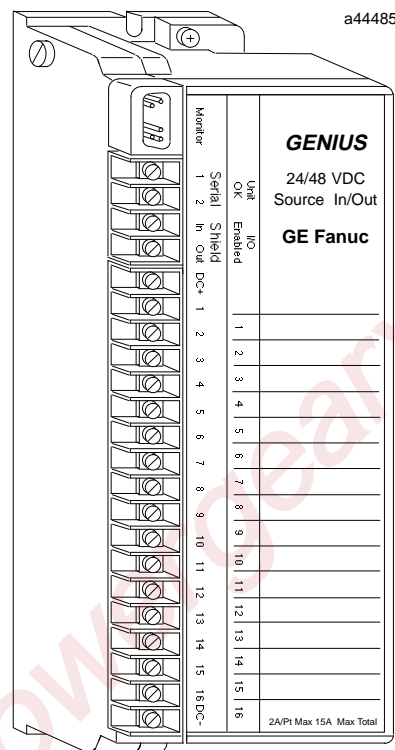 a44485
GENIUS
24/48 VDC
Source In/Out
GE Fanuc
Monitor
Serial
1 2
Shield
In Out
DC+
1
2
3
4
5
6
7
8
9
10
11
12
13
14
15
16
DC-
Unit OK
I/O Enabled
1
2
3
4
5
6
7
8
9
10
11
12
13
14
15
16
2A/Pt Max 15A Max Total